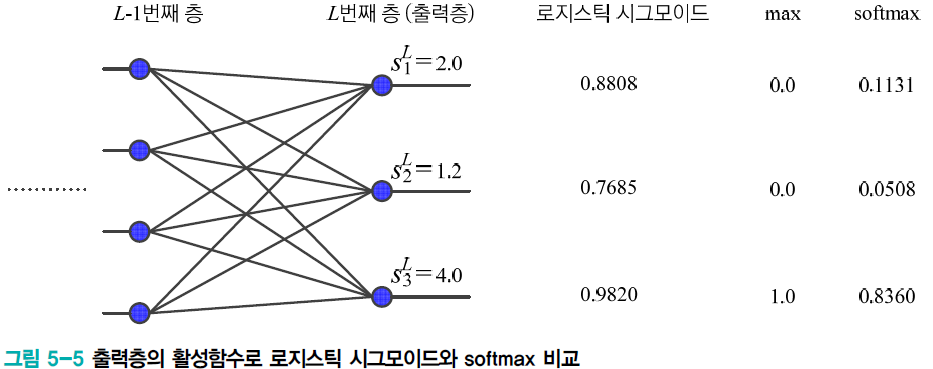 L-1번째 층 L번째 층 (출력층) 로지스틱 시그모이드 max softmax
s₁ᴸ=2.0 0.8808 0.0 0.1131
s₂ᴸ=1.2 0.7685 0.0 0.0508
s₃ᴸ=4.0 0.9820 1.0 0.8360
그림 5-5 출력층의 활성함수로 로지스틱 시그모이드와 softmax 비교